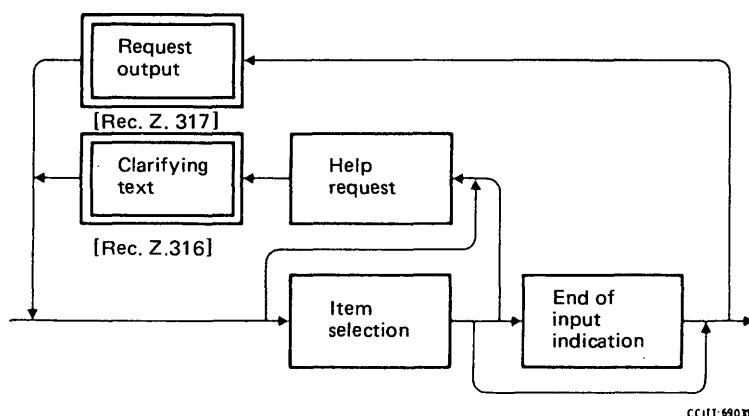 Request
output
[Rec. Z. 317]
Clarifying
text
Help
request
[Rec. Z.316]
Item
selection
End of
input
indication